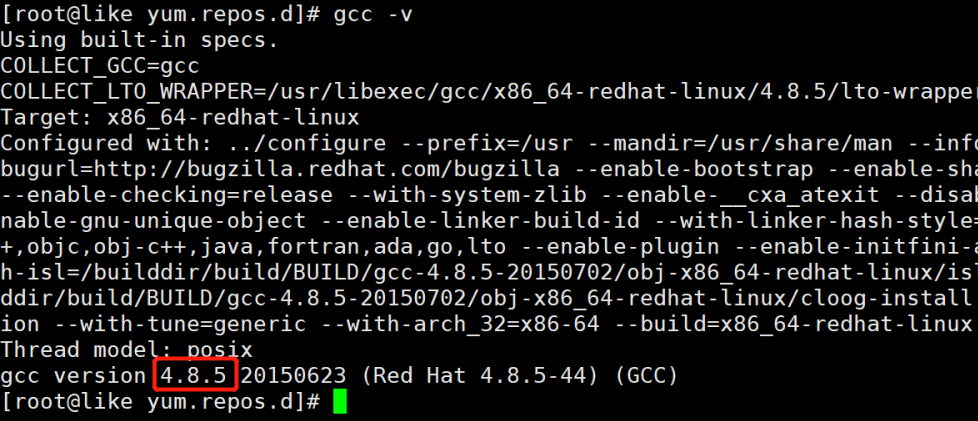 [root@like yum.repos.d]# gcc -v
Using built-in specs.
COLLECT_GCC=gcc
COLLECT_LTO_WRAPPER=/usr/libexec/gcc/x86_64-redhat-linux/4.8.5/lto-wrapper
Target: x86_64-redhat-linux
Configured with: ../configure --prefix=/usr --mandir=/usr/share/man --info
bugurl=http://bugzilla.redhat.com/bugzilla --enable-bootstrap --enable-sha
--enable-checking=release --with-system-zlib --enable-__cxa_atexit --disab
nable-gnu-unique-object --enable-linker-build-id --with-linker-hash-style=
+,objc,obj-c++,java,fortran,ada,go,lto --enable-plugin --enable-initfini-a
h-isl=/builddir/build/BUILD/gcc-4.8.5-20150702/obj-x86_64-redhat-linux/isl
ddir/build/BUILD/gcc-4.8.5-20150702/obj-x86_64-redhat-linux/cloog-install
ion --with-tune=generic --with-arch_32=x86-64 --build=x86_64-redhat-linux
Thread model: posix
gcc version 4.8.5 20150623 (Red Hat 4.8.5-44) (GCC)
[root@like yum.repos.d]#